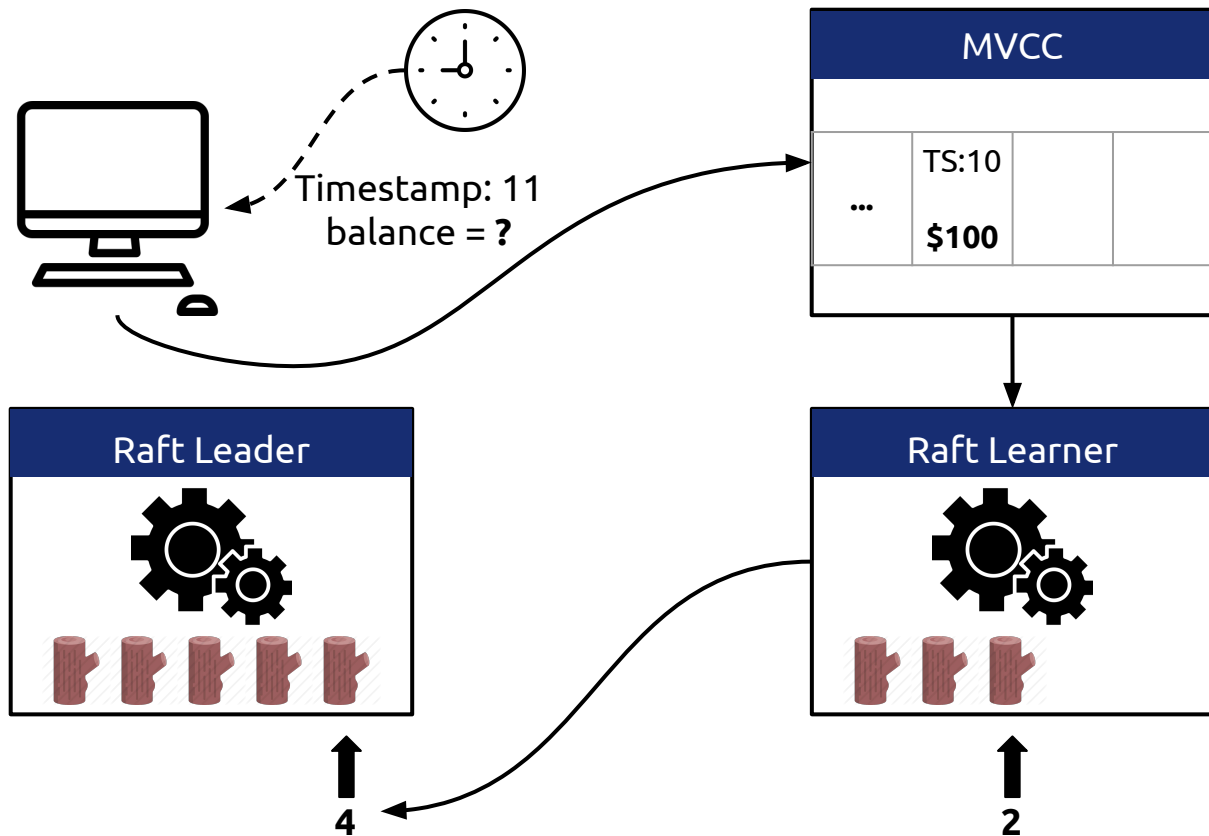 MVCC
Timestamp: 11
balance = ?
TS:10
...
$100
Raft Leader
Raft Learner
4
2